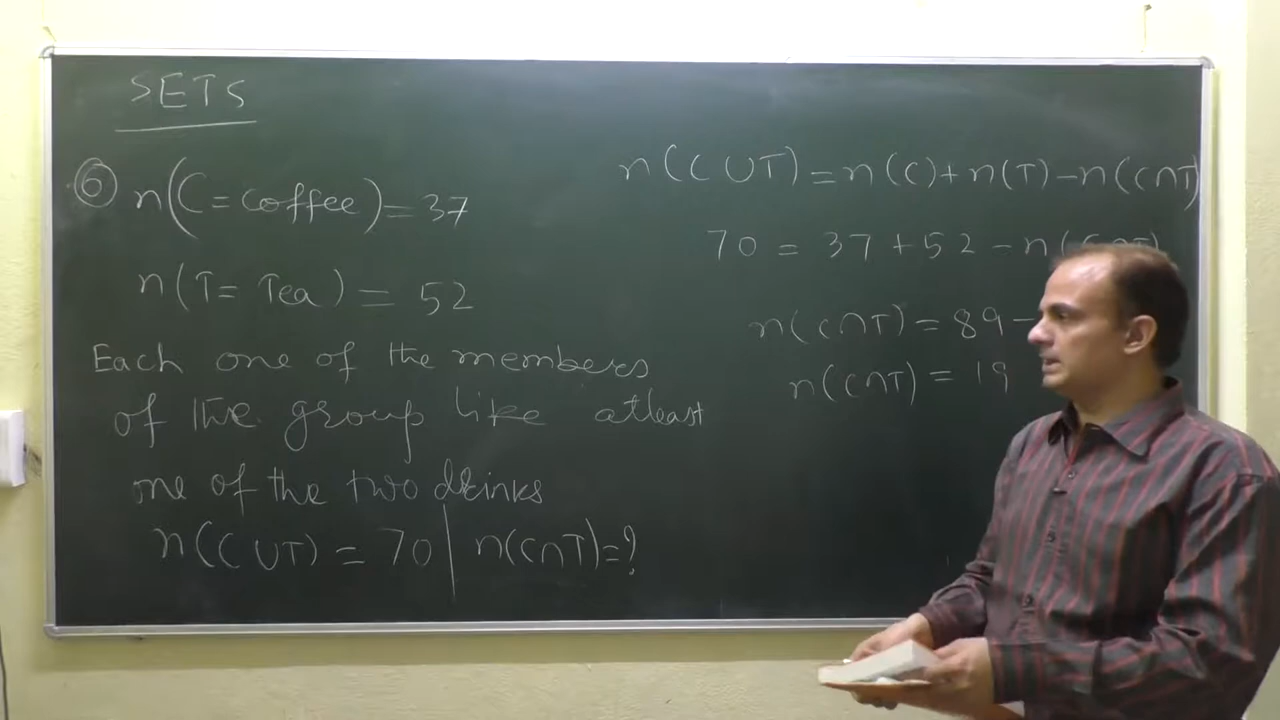 SETS
⑥ n(C = coffee) = 37
n(T = Tea) = 52
Each one of the members
of the group like atleast
one of the two drinks
n(C ∪ T) = 70 | n(C∩T) = ?
n(C ∪ T) = n(C) + n(T) - n(C∩T)
70 = 37 + 52 - n(C∩T)
n(C∩T) = 89 -
n(C∩T) = 19